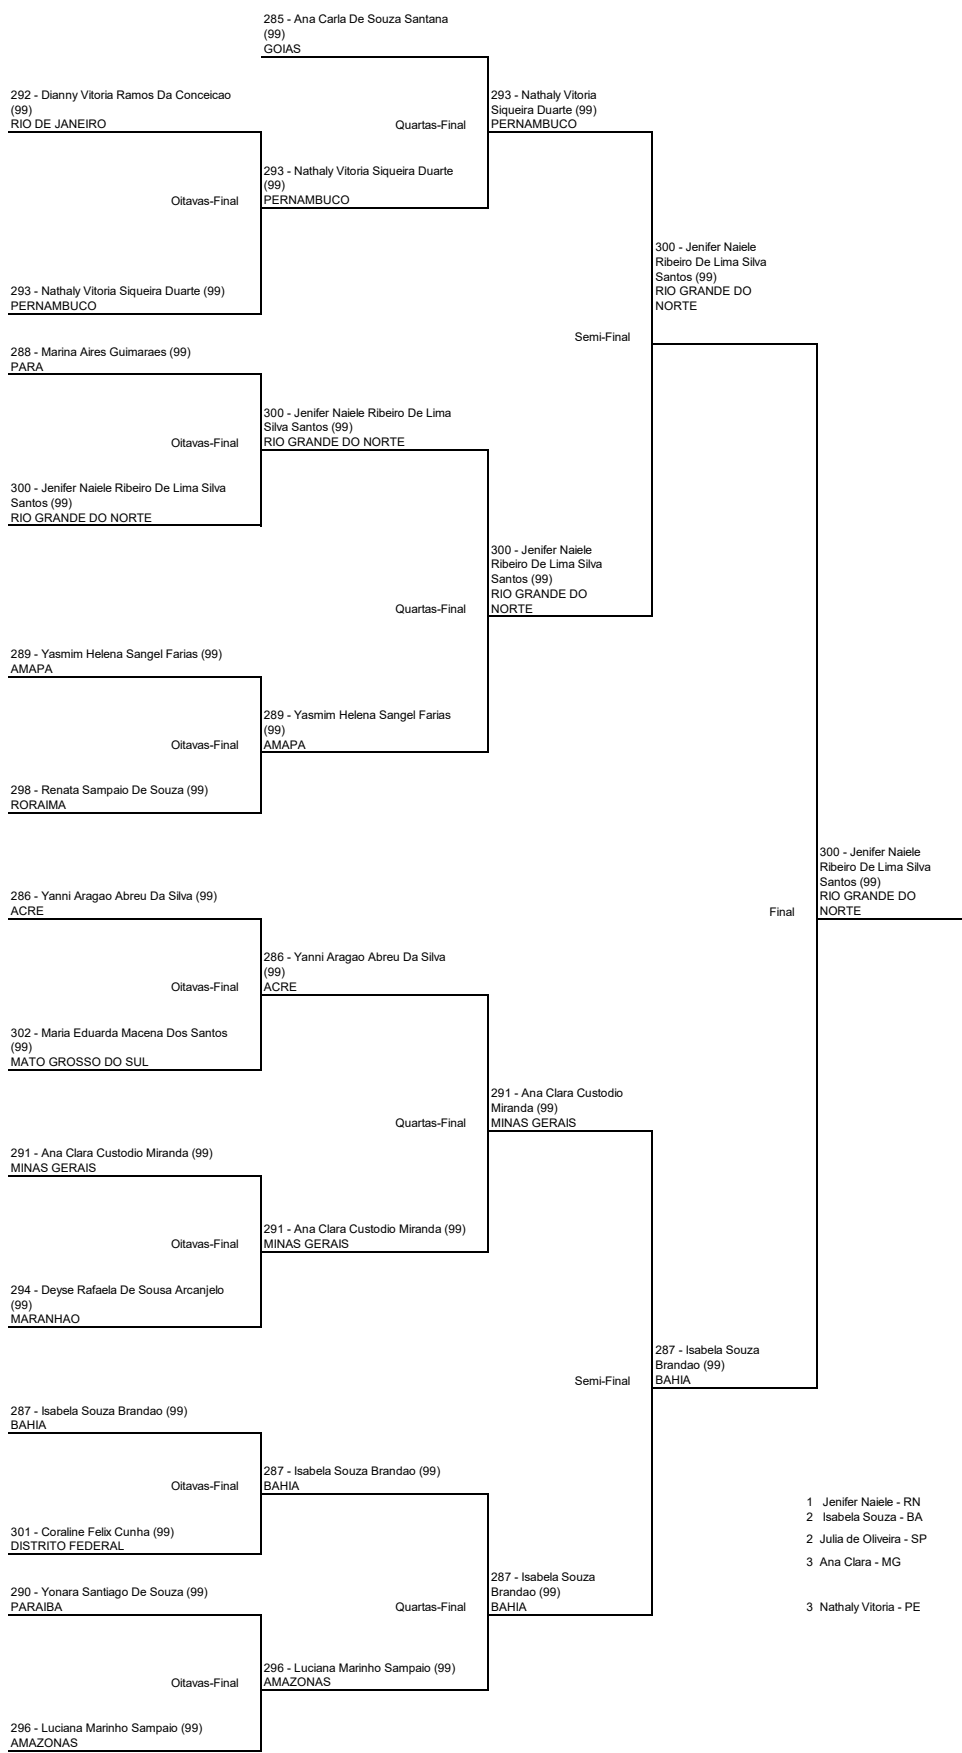 285 - Ana Carla De Souza Santana
(99)
GOIAS
292 - Dianny Vitoria Ramos Da Conceicao
(99)
RIO DE JANEIRO
Quartas-Final
293 - Nathaly Vitoria
Siqueira Duarte (99)
PERNAMBUCO
Oitavas-Final
293 - Nathaly Vitoria Siqueira Duarte
(99)
PERNAMBUCO
300 - Jenifer Naiele
Ribeiro De Lima Silva
Santos (99)
RIO GRANDE DO
NORTE
293 - Nathaly Vitoria Siqueira Duarte (99)
PERNAMBUCO
Semi-Final
288 - Marina Aires Guimaraes (99)
PARA
Oitavas-Final
300 - Jenifer Naiele Ribeiro De Lima
Silva Santos (99)
RIO GRANDE DO NORTE
300 - Jenifer Naiele Ribeiro De Lima Silva
Santos (99)
RIO GRANDE DO NORTE
Quartas-Final
300 - Jenifer Naiele
Ribeiro De Lima Silva
Santos (99)
RIO GRANDE DO
NORTE
289 - Yasmim Helena Sangel Farias (99)
AMAPA
Oitavas-Final
289 - Yasmim Helena Sangel Farias
(99)
AMAPA
298 - Renata Sampaio De Souza (99)
RORAIMA
Final
300 - Jenifer Naiele
Ribeiro De Lima Silva
Santos (99)
RIO GRANDE DO
NORTE
286 - Yanni Aragao Abreu Da Silva (99)
ACRE
Oitavas-Final
286 - Yanni Aragao Abreu Da Silva
(99)
ACRE
302 - Maria Eduarda Macena Dos Santos
(99)
MATO GROSSO DO SUL
Quartas-Final
291 - Ana Clara Custodio
Miranda (99)
MINAS GERAIS
291 - Ana Clara Custodio Miranda (99)
MINAS GERAIS
Oitavas-Final
291 - Ana Clara Custodio Miranda (99)
MINAS GERAIS
294 - Deyse Rafaela De Sousa Arcanjelo
(99)
MARANHAO
Semi-Final
287 - Isabela Souza
Brandao (99)
BAHIA
287 - Isabela Souza Brandao (99)
BAHIA
Oitavas-Final
287 - Isabela Souza Brandao (99)
BAHIA
301 - Coraline Felix Cunha (99)
DISTRITO FEDERAL
Quartas-Final
287 - Isabela Souza
Brandao (99)
BAHIA
290 - Yonara Santiago De Souza (99)
PARAIBA
Oitavas-Final
296 - Luciana Marinho Sampaio (99)
AMAZONAS
296 - Luciana Marinho Sampaio (99)
AMAZONAS
1 Jenifer Naiele - RN
2 Isabela Souza - BA
2 Julia de Oliveira - SP
3 Ana Clara - MG
3 Nathaly Vitoria - PE